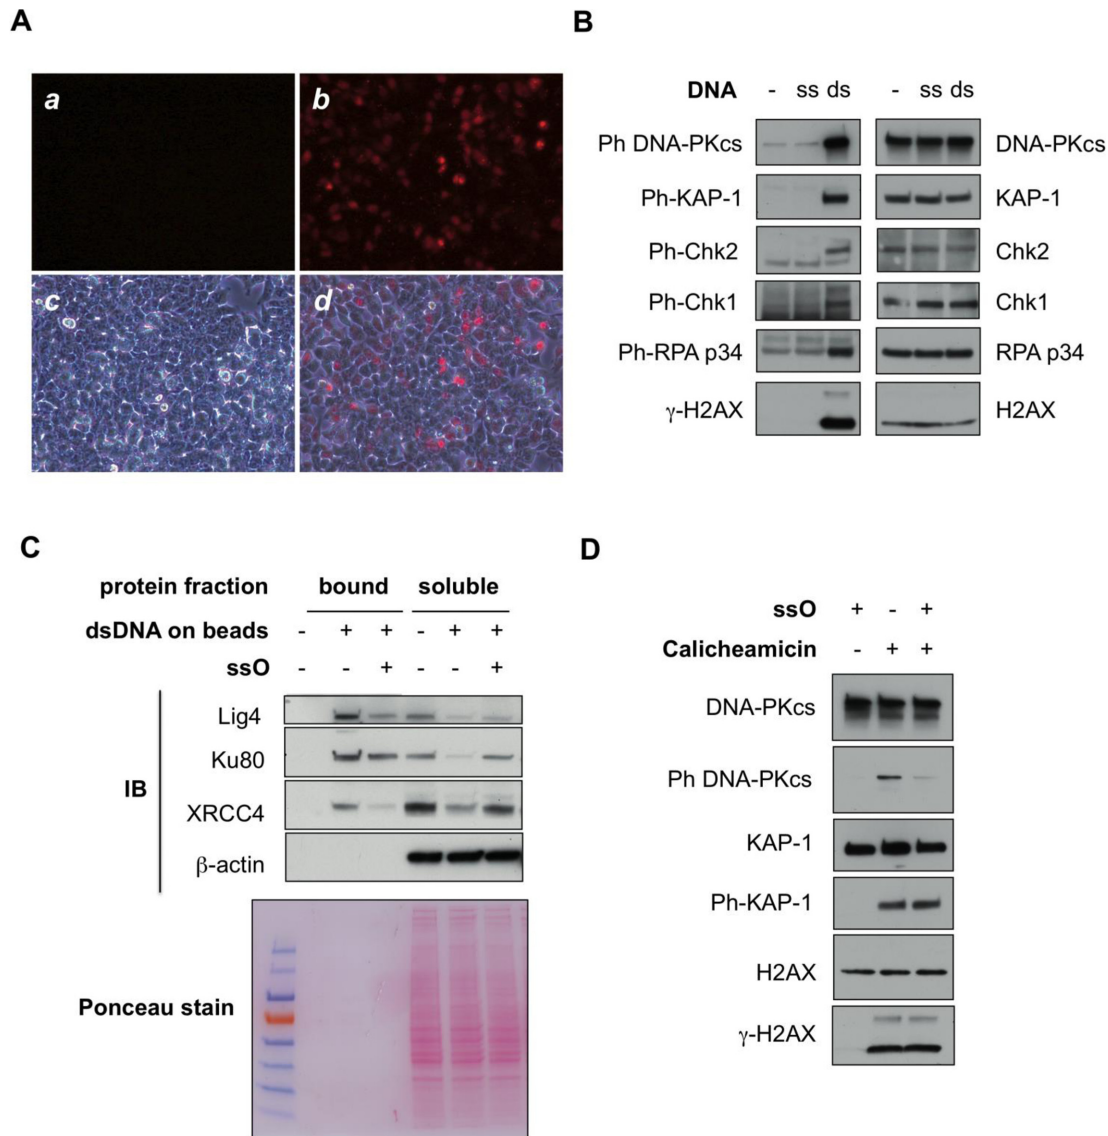 A
B
a
b
c
d
DNA - ss ds - ss ds
Ph DNA-PKcs DNA-PKcs
Ph-KAP-1 KAP-1
Ph-Chk2 Chk2
Ph-Chk1 Chk1
Ph-RPA p34 RPA p34
γ-H2AX H2AX
C
protein fraction bound soluble
dsDNA on beads - + + - + +
ssO - - + - - +
IB
Lig4
Ku80
XRCC4
β-actin
Ponceau stain
D
ssO + - +
Calicheamicin - + +
DNA-PKcs
Ph DNA-PKcs
KAP-1
Ph-KAP-1
H2AX
γ-H2AX